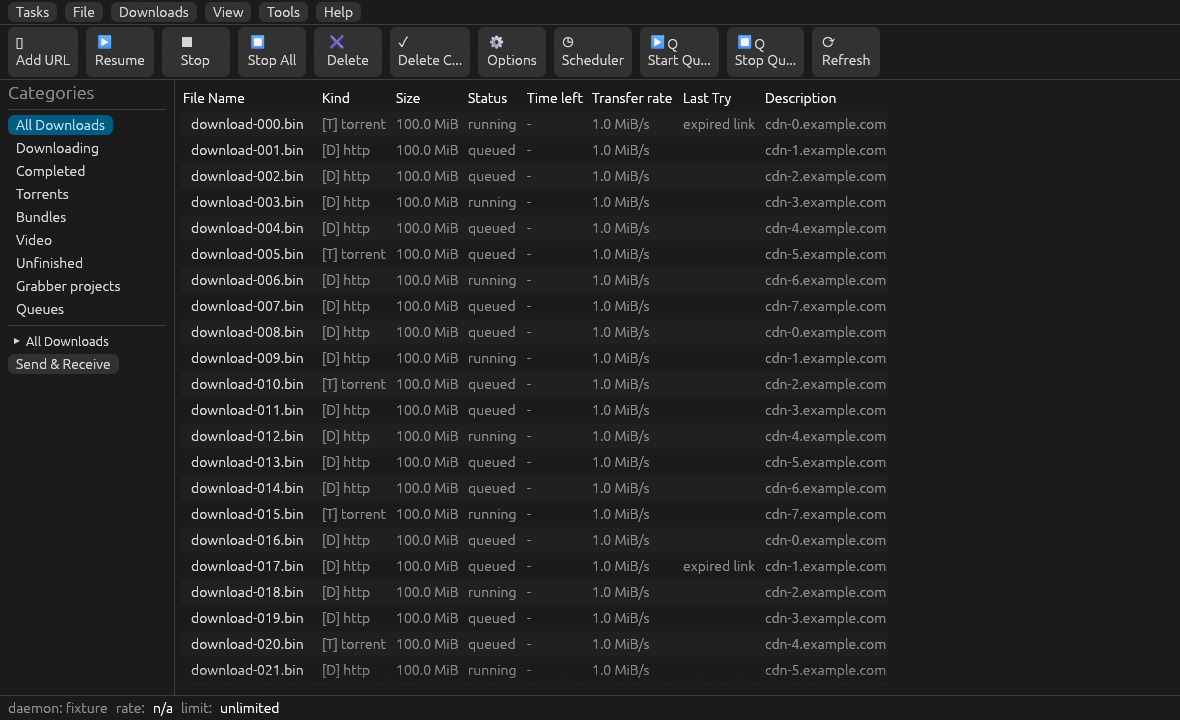 Tasks File Downloads View Tools Help
Add URL Resume Stop Stop All Delete Delete C... Options Scheduler Q Start Qu... Q Stop Qu... Refresh
Categories
All Downloads
Downloading
Completed
Torrents
Bundles
Video
Unfinished
Grabber projects
Queues
All Downloads
Send & Receive
File Name Kind Size Status Time left Transfer rate Last Try Description
download-000.bin [T] torrent 100.0 MiB running - 1.0 MiB/s expired link cdn-0.example.com
download-001.bin [D] http 100.0 MiB queued - 1.0 MiB/s cdn-1.example.com
download-002.bin [D] http 100.0 MiB queued - 1.0 MiB/s cdn-2.example.com
download-003.bin [D] http 100.0 MiB running - 1.0 MiB/s cdn-3.example.com
download-004.bin [D] http 100.0 MiB queued - 1.0 MiB/s cdn-4.example.com
download-005.bin [T] torrent 100.0 MiB queued - 1.0 MiB/s cdn-5.example.com
download-006.bin [D] http 100.0 MiB running - 1.0 MiB/s cdn-6.example.com
download-007.bin [D] http 100.0 MiB queued - 1.0 MiB/s cdn-7.example.com
download-008.bin [D] http 100.0 MiB queued - 1.0 MiB/s cdn-0.example.com
download-009.bin [D] http 100.0 MiB running - 1.0 MiB/s cdn-1.example.com
download-010.bin [T] torrent 100.0 MiB queued - 1.0 MiB/s cdn-2.example.com
download-011.bin [D] http 100.0 MiB queued - 1.0 MiB/s cdn-3.example.com
download-012.bin [D] http 100.0 MiB running - 1.0 MiB/s cdn-4.example.com
download-013.bin [D] http 100.0 MiB queued - 1.0 MiB/s cdn-5.example.com
download-014.bin [D] http 100.0 MiB queued - 1.0 MiB/s cdn-6.example.com
download-015.bin [T] torrent 100.0 MiB running - 1.0 MiB/s cdn-7.example.com
download-016.bin [D] http 100.0 MiB queued - 1.0 MiB/s cdn-0.example.com
download-017.bin [D] http 100.0 MiB queued - 1.0 MiB/s expired link cdn-1.example.com
download-018.bin [D] http 100.0 MiB running - 1.0 MiB/s cdn-2.example.com
download-019.bin [D] http 100.0 MiB queued - 1.0 MiB/s cdn-3.example.com
download-020.bin [T] torrent 100.0 MiB queued - 1.0 MiB/s cdn-4.example.com
download-021.bin [D] http 100.0 MiB running - 1.0 MiB/s cdn-5.example.com
daemon: fixture rate: n/a limit: unlimited